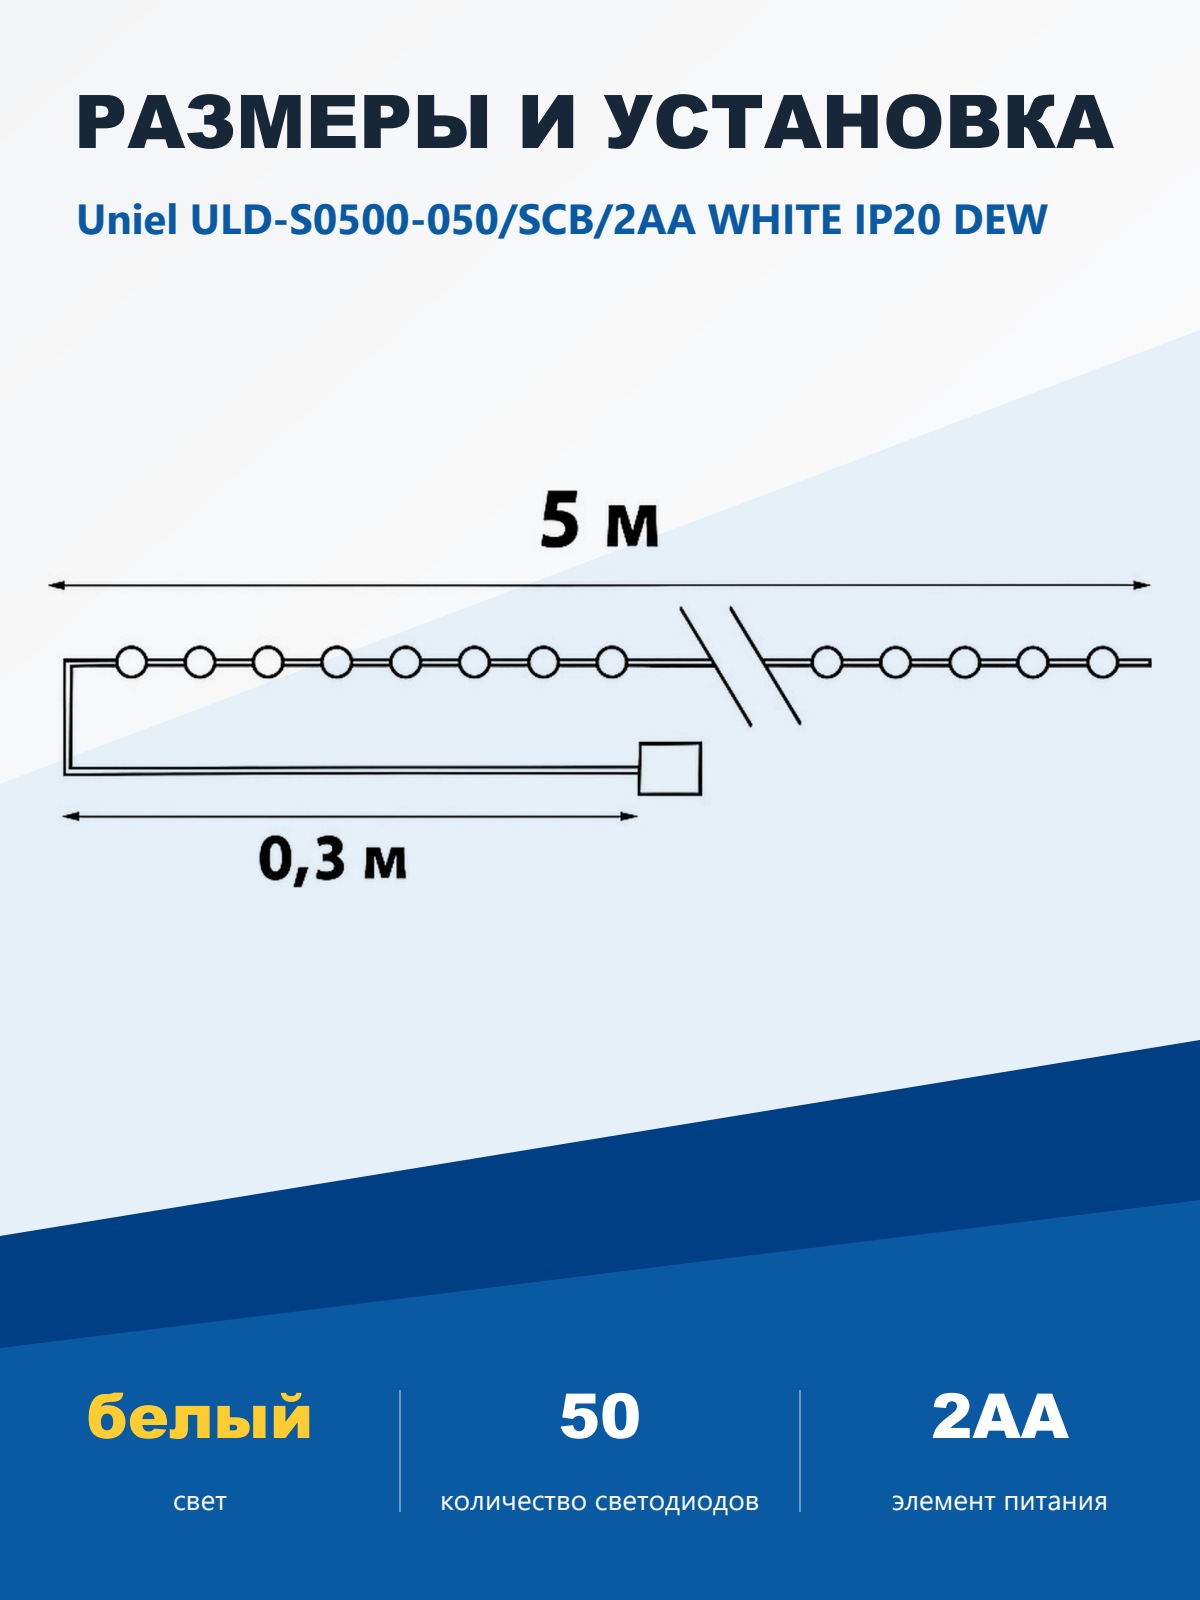 РАЗМЕРЫ И УСТАНОВКА
Uniel ULD-S0500-050/SCB/2AA WHITE IP20 DEW
5 м
0,3 м
белый
свет
50
количество светодиодов
2AA
элемент питания